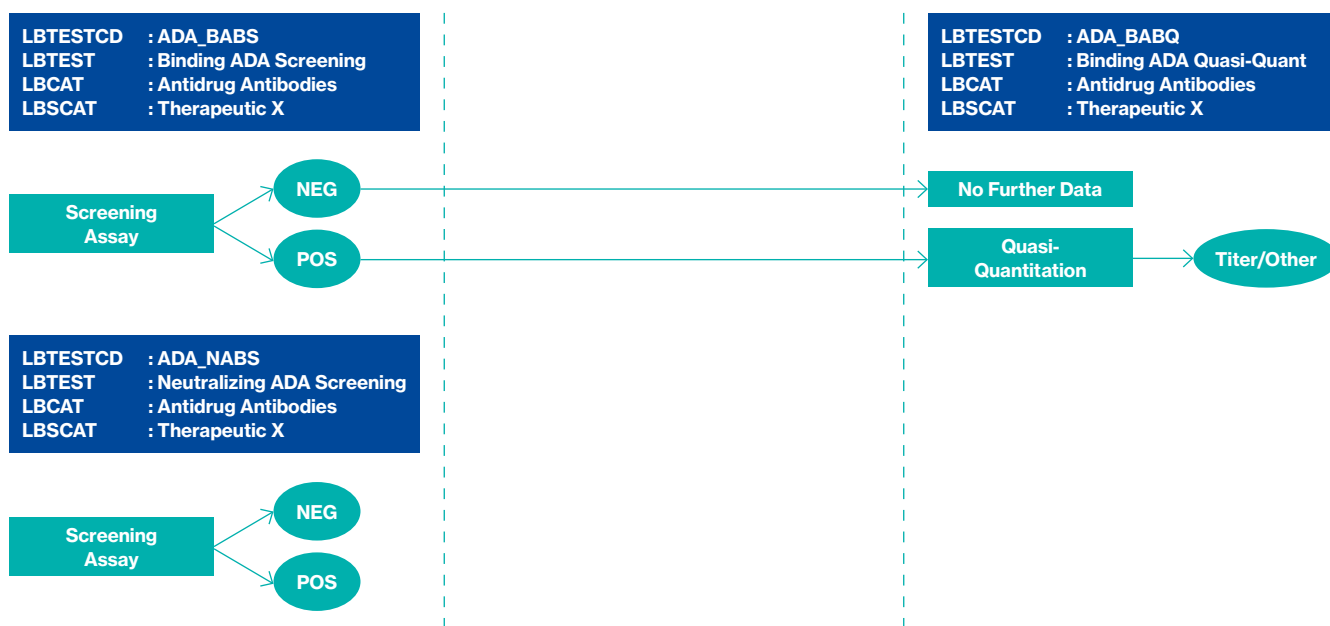 LBTESTCD : ADA_BABS
LBTEST : Binding ADA Screening
LBCAT : Antidrug Antibodies
LBSCAT : Therapeutic X
LBTESTCD : ADA_BABQ
LBTEST : Binding ADA Quasi-Quant
LBCAT : Antidrug Antibodies
LBSCAT : Therapeutic X
Screening
Assay
NEG
POS
No Further Data
Quasi-
Quantitation
Titer/Other
LBTESTCD : ADA_NABS
LBTEST : Neutralizing ADA Screening
LBCAT : Antidrug Antibodies
LBSCAT : Therapeutic X
Screening
Assay
NEG
POS